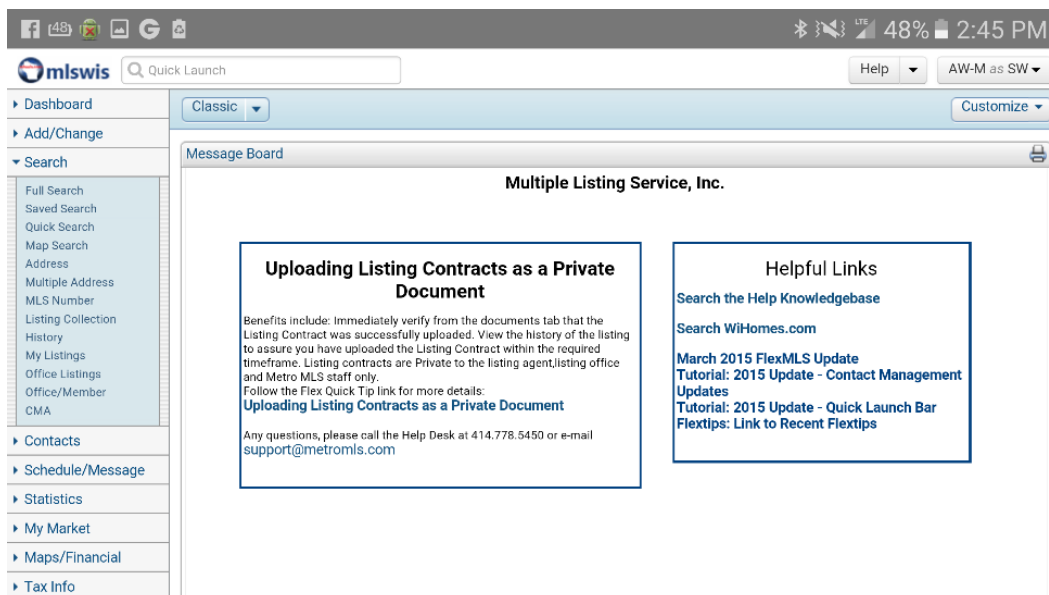 48
48% 2:45 PM
mlswis
Quick Launch
Help
AW-M as SW
Dashboard
Add/Change
Search
Full Search
Saved Search
Quick Search
Map Search
Address
Multiple Address
MLS Number
Listing Collection
History
My Listings
Office Listings
Office/Member
CMA
Contacts
Schedule/Message
Statistics
My Market
Maps/Financial
Tax Info
Classic
Customize
Message Board
Multiple Listing Service, Inc.
Uploading Listing Contracts as a Private
Document
Benefits include: Immediately verify from the documents tab that the
Listing Contract was successfully uploaded. View the history of the listing
to assure you have uploaded the Listing Contract within the required
timeframe. Listing contracts are Private to the listing agent,listing office
and Metro MLS staff only.
Follow the Flex Quick Tip link for more details:
Uploading Listing Contracts as a Private Document
Any questions, please call the Help Desk at 414.778.5450 or e-mail
support@metromls.com
Helpful Links
Search the Help Knowledgebase
Search WiHomes.com
March 2015 FlexMLS Update
Tutorial: 2015 Update - Contact Management
Updates
Tutorial: 2015 Update - Quick Launch Bar
Flextips: Link to Recent Flextips